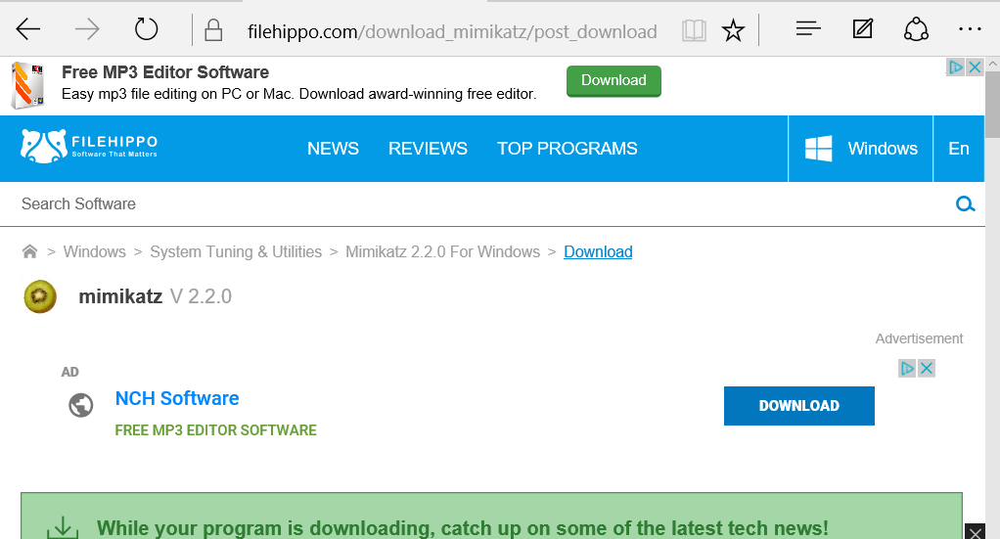 filehippo.com/download_mimikatz/post_download
Free MP3 Editor Software
Easy mp3 file editing on PC or Mac. Download award-winning free editor.
Download
FILEHIPPO
Software That Matters
NEWS REVIEWS TOP PROGRAMS Windows En
Search Software
> Windows > System Tuning & Utilities > Mimikatz 2.2.0 For Windows > Download
mimikatz V 2.2.0
Advertisement
AD
NCH Software
FREE MP3 EDITOR SOFTWARE
DOWNLOAD
While your program is downloading, catch up on some of the latest tech news!